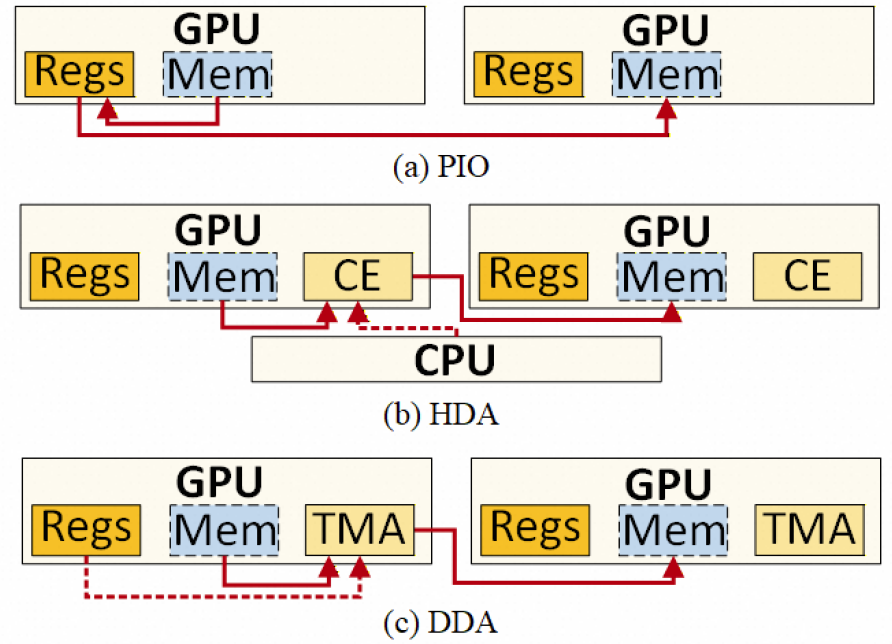 GPU
Regs Mem
GPU
Regs Mem
(a) PIO
GPU
Regs Mem CE
GPU
Regs Mem CE
CPU
(b) HDA
GPU
Regs Mem TMA
GPU
Regs Mem TMA
(c) DDA